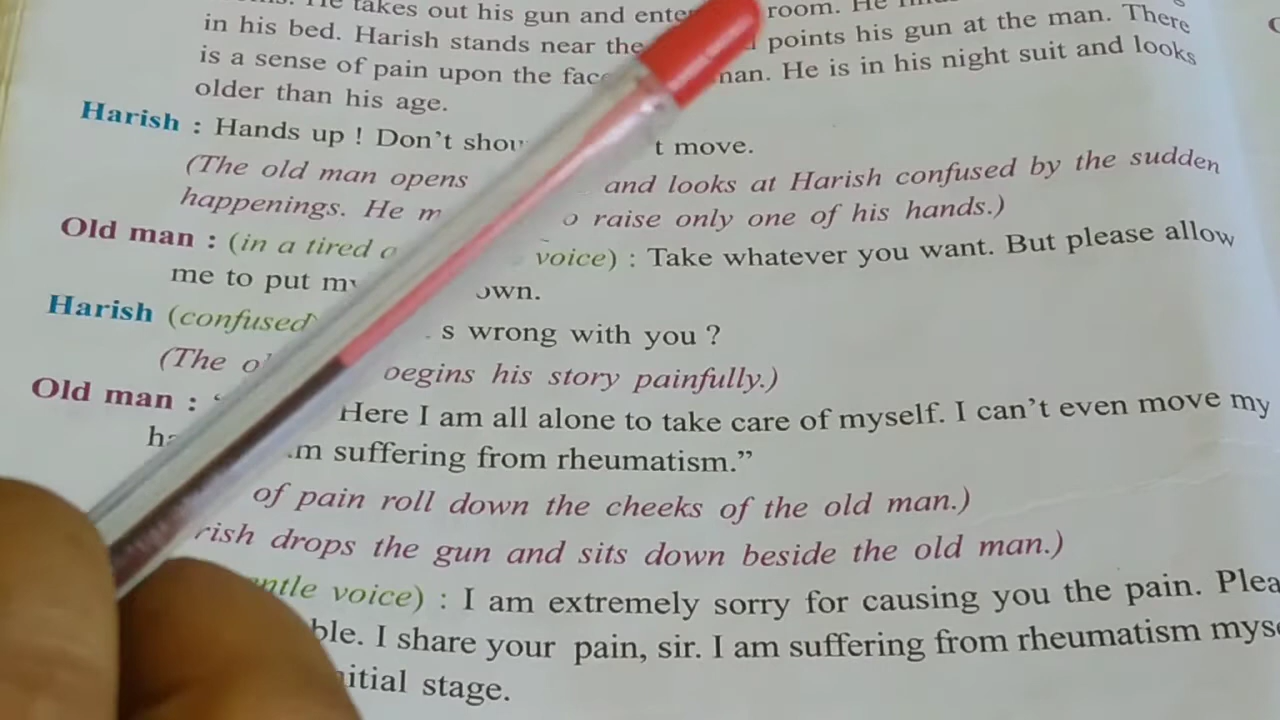 He takes out his gun and enter room. He
in his bed. Harish stands near the points his gun at the man. There
is a sense of pain upon the face man. He is in his night suit and looks
older than his age.
Harish : Hands up ! Don't shou t move.
(The old man opens and looks at Harish confused by the sudden
happenings. He m o raise only one of his hands.)
Old man : (in a tired voice) : Take whatever you want. But please allow
me to put my own.
Harish (confused) s wrong with you ?
(The ol begins his story painfully.)
Old man : “ Here I am all alone to take care of myself. I can't even move my
ha m suffering from rheumatism.”
of pain roll down the cheeks of the old man.)
rish drops the gun and sits down beside the old man.)
ntle voice) : I am extremely sorry for causing you the pain. Plea
ble. I share your pain, sir. I am suffering from rheumatism myse
nitial stage.